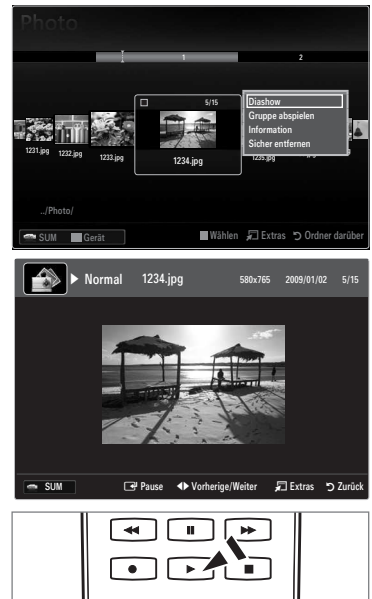 Photo
1 2
5/15
1231.jpg 1232.jpg 1233.jpg 1234.jpg 1235.jpg
Diashow
Gruppe abspielen
Information
Sicher entfernen
../Photo/
SUM Gerät Wählen Extras Ordner darüber
Normal 1234.jpg 580x765 2009/01/02 5/15
SUM Pause Vorherige/Weiter Extras Zurück